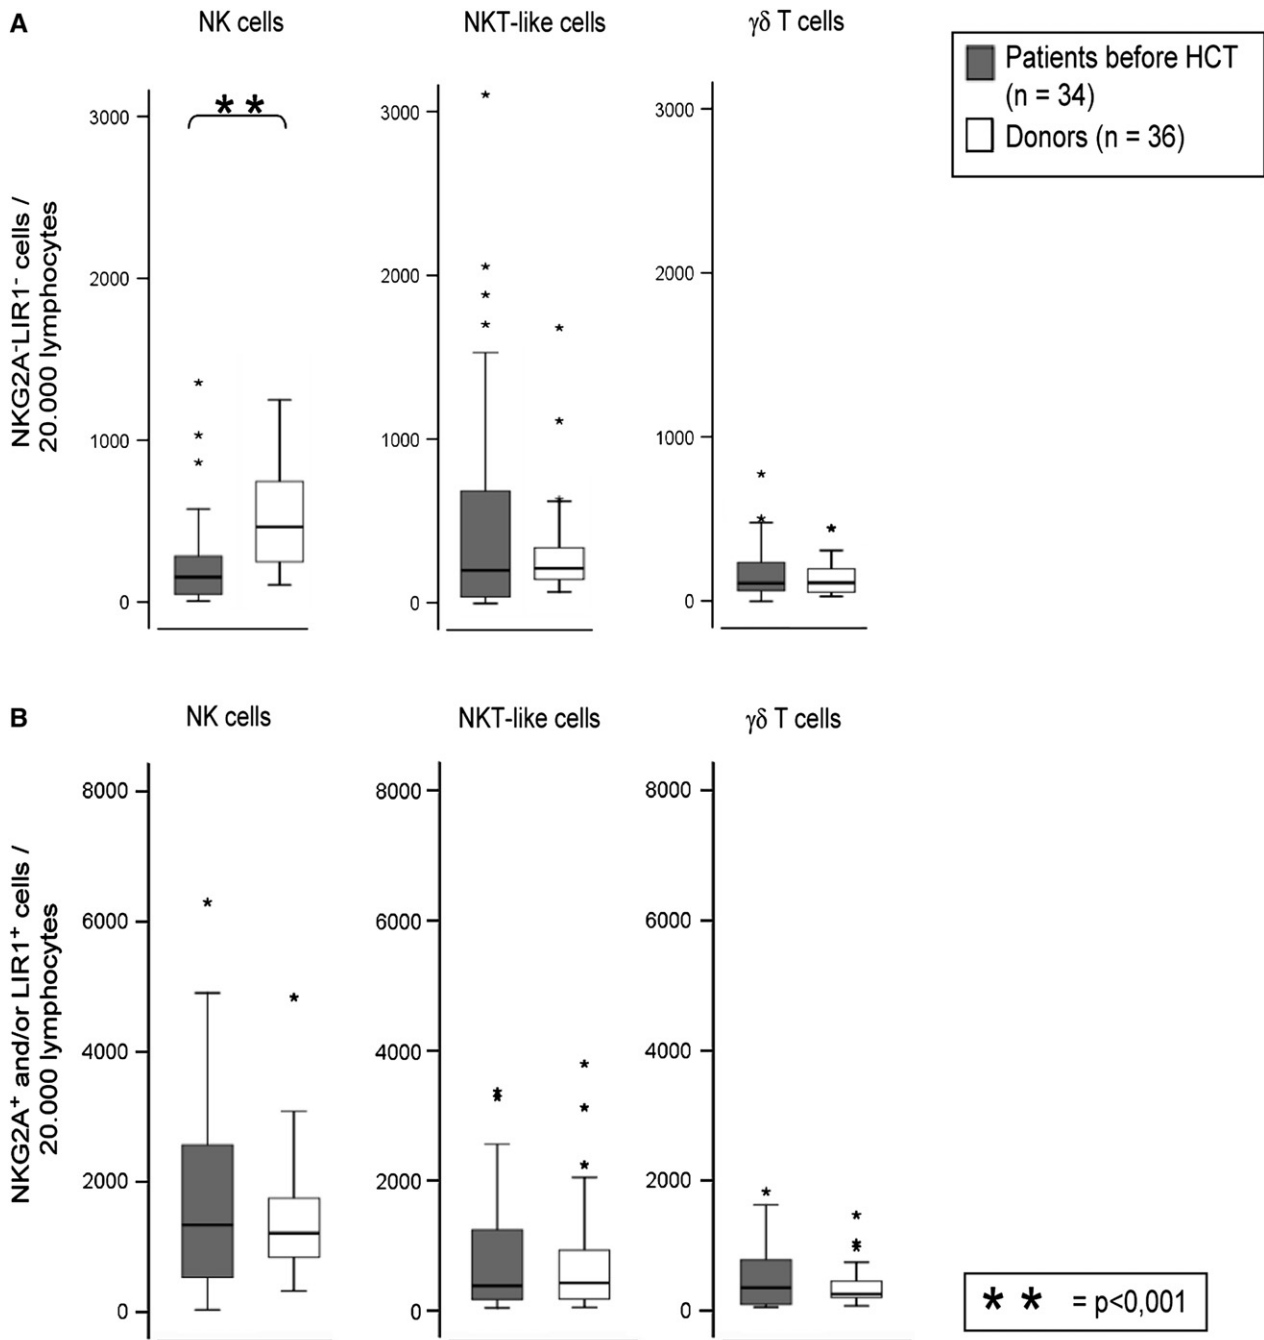 A
NK cells
NKT-like cells
γδ T cells
Patients before HCT
(n = 34)
Donors (n = 36)
NKG2A⁻LIR1⁻ cells /
20.000 lymphocytes
3000
2000
1000
0
* *
3000
2000
1000
0
3000
2000
1000
0
B
NK cells
NKT-like cells
γδ T cells
NKG2A⁺ and/or LIR1⁺ cells /
20.000 lymphocytes
8000
6000
4000
2000
0
8000
6000
4000
2000
0
8000
6000
4000
2000
0
* * = p<0,001